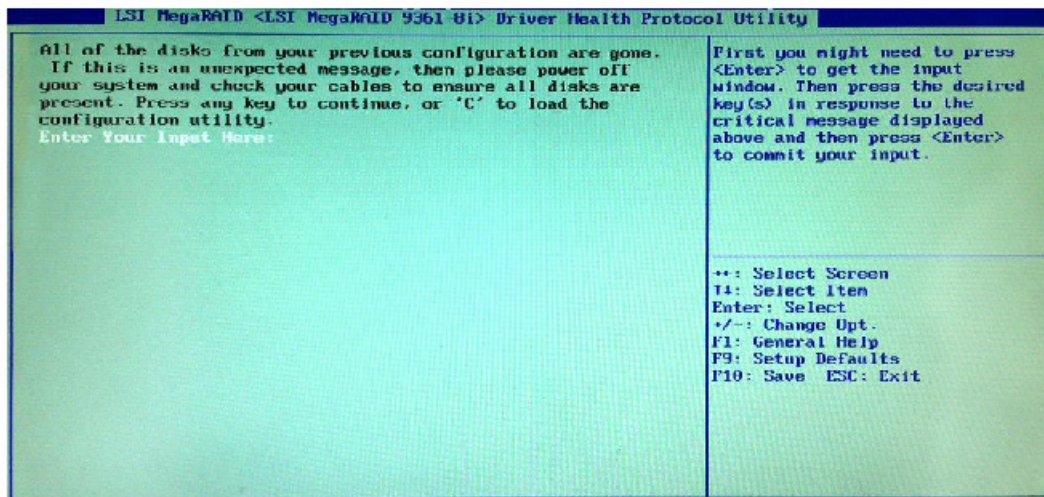 LSI MegaRAID <LSI MegaRAID 9361-8i> Driver Health Protocol Utility
All of the disks from your previous configuration are gone.
If this is an unexpected message, then please power off
your system and check your cables to ensure all disks are
present. Press any key to continue, or 'C' to load the
configuration utility.
Enter Your Input Here:
First you might need to press
<Enter> to get the input
window. Then press the desired
key(s) in response to the
critical message displayed
above and then press <Enter>
to commit your input.
↔: Select Screen
↑↓: Select Item
Enter: Select
+/-: Change Opt.
F1: General Help
F9: Setup Defaults
F10: Save ESC: Exit